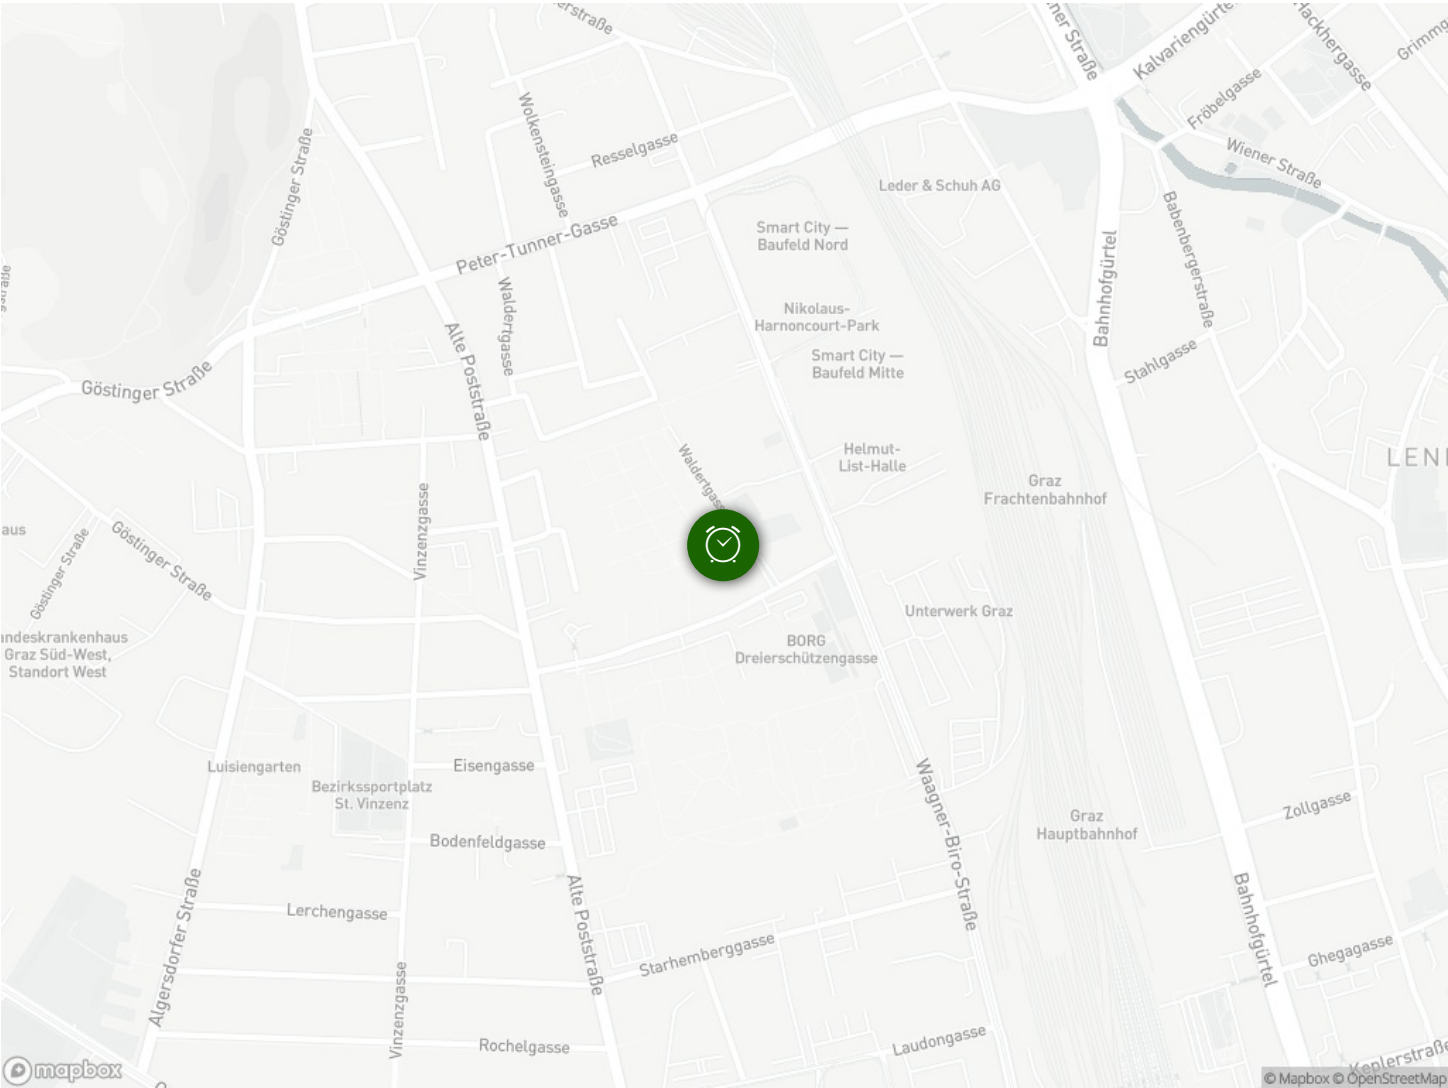 Hackhergasse
Kalvariengürtel
Fröbelgasse
Wolkensteingasse
Resselgasse
Göstinger Straße
Wiener Straße
Leder & Schuh AG
Babenbergerstraße
Peter-Tunner-Gasse
Smart City —
Baufeld Nord
Bahnhofgürtel
Waldertgasse
Nikolaus-
Harnoncourt-Park
Alte Poststraße
Stahlgasse
Smart City —
Baufeld Mitte
Göstinger Straße
Helmut-
List-Halle
Waldertgasse
Graz
Frachtenbahnhof
Vinzenzgasse
Göstinger Straße
Göstinger Straße
Unterwerk Graz
BORG
Dreierschützengasse
Graz Süd-West,
Standort West
Luisiengarten
Eisengasse
Bezirkssportplatz
St. Vinzenz
Waagner-Biro-Straße
Zollgasse
Graz
Hauptbahnhof
Bodenfeldgasse
Algersdorfer Straße
Alte Poststraße
Bahnhofgürtel
Lerchengasse
Starhemberggasse
Ghegagasse
Vinzenzgasse
Rochelgasse
Laudongasse
Keplerstraße
mapbox
© Mapbox © OpenStreetMap